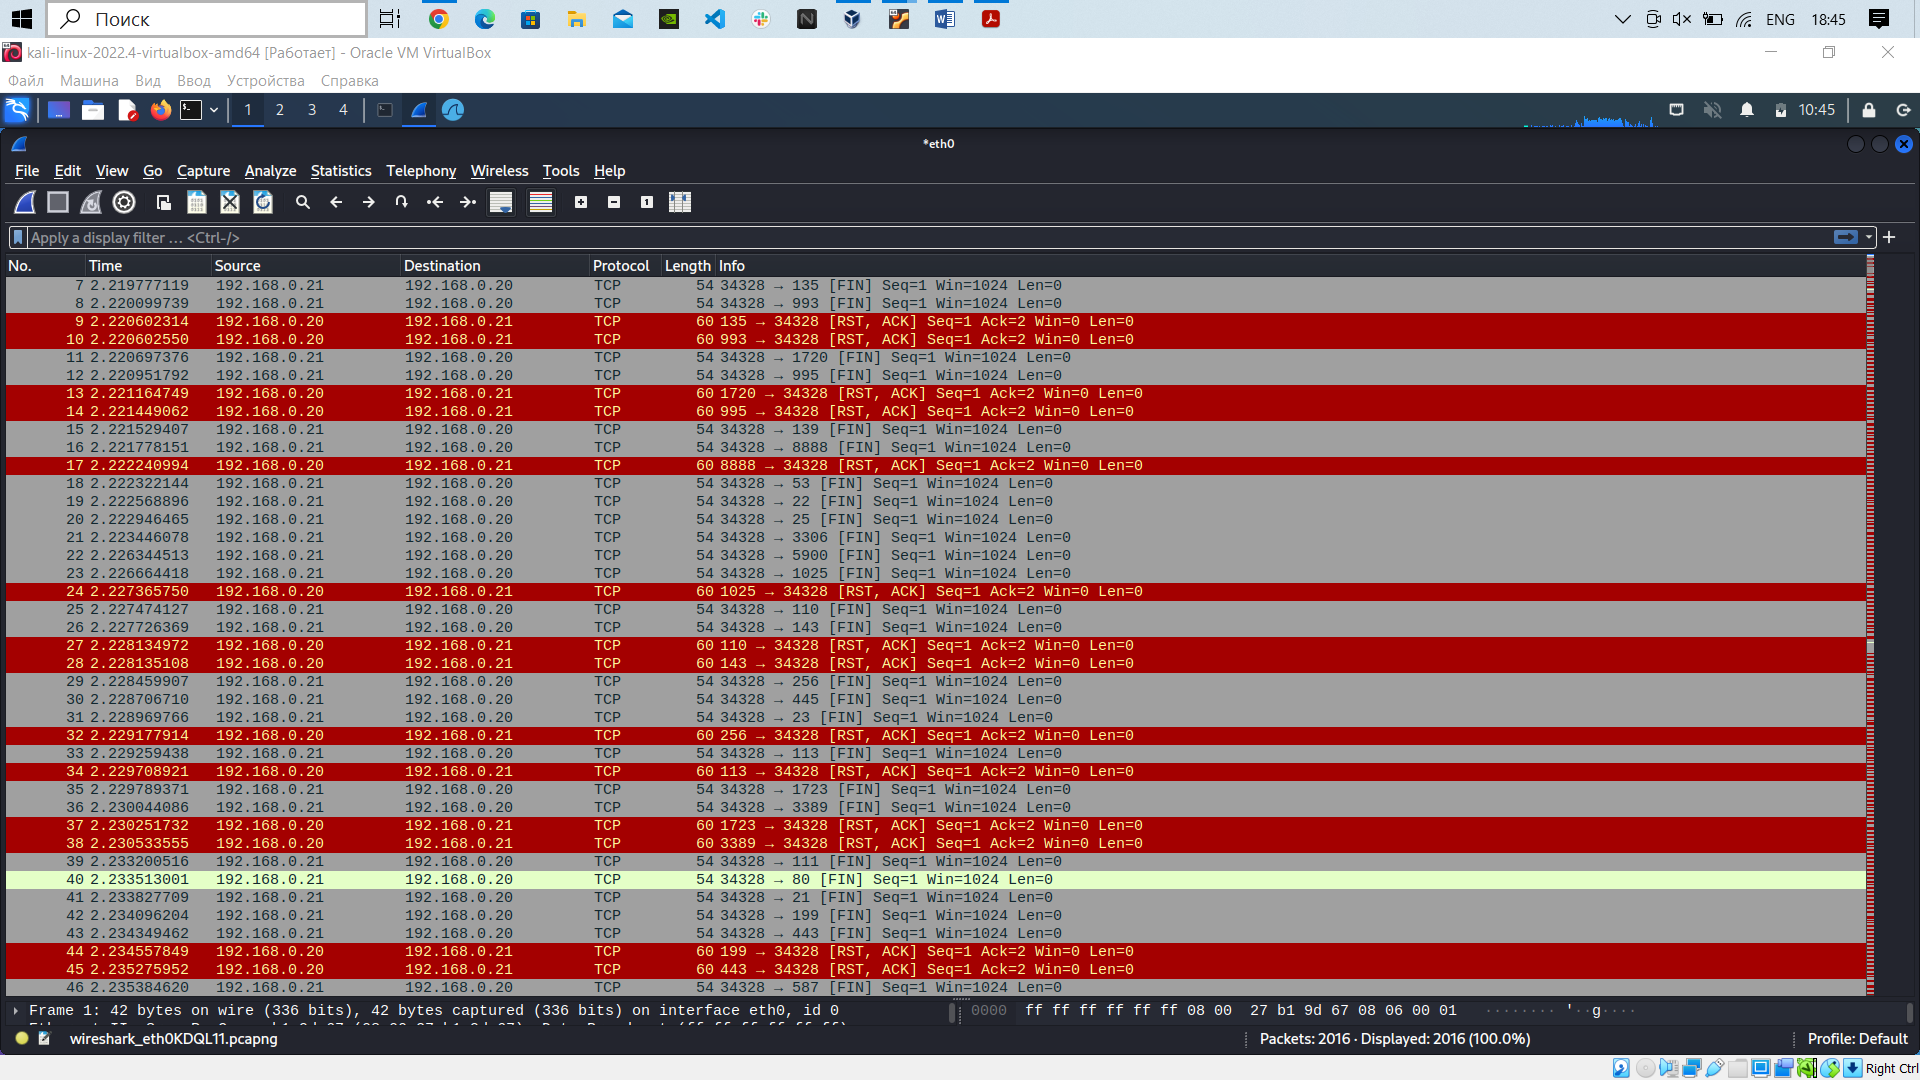 Поиск
ENG 18:45
kali-linux-2022.4-virtualbox-amd64 [Работает] - Oracle VM VirtualBox
Файл Машина Вид Ввод Устройства Справка
1 2 3 4 10:45
*eth0
File Edit View Go Capture Analyze Statistics Telephony Wireless Tools Help
Apply a display filter … <Ctrl-/>
No. Time Source Destination Protocol Length Info
7 2.219777119 192.168.0.21 192.168.0.20 TCP 54 34328 → 135 [FIN] Seq=1 Win=1024 Len=0
8 2.220099739 192.168.0.21 192.168.0.20 TCP 54 34328 → 993 [FIN] Seq=1 Win=1024 Len=0
9 2.220602314 192.168.0.20 192.168.0.21 TCP 60 135 → 34328 [RST, ACK] Seq=1 Ack=2 Win=0 Len=0
10 2.220602550 192.168.0.20 192.168.0.21 TCP 60 993 → 34328 [RST, ACK] Seq=1 Ack=2 Win=0 Len=0
11 2.220697376 192.168.0.21 192.168.0.20 TCP 54 34328 → 1720 [FIN] Seq=1 Win=1024 Len=0
12 2.220951792 192.168.0.21 192.168.0.20 TCP 54 34328 → 995 [FIN] Seq=1 Win=1024 Len=0
13 2.221164749 192.168.0.20 192.168.0.21 TCP 60 1720 → 34328 [RST, ACK] Seq=1 Ack=2 Win=0 Len=0
14 2.221449062 192.168.0.20 192.168.0.21 TCP 60 995 → 34328 [RST, ACK] Seq=1 Ack=2 Win=0 Len=0
15 2.221529407 192.168.0.21 192.168.0.20 TCP 54 34328 → 139 [FIN] Seq=1 Win=1024 Len=0
16 2.221778151 192.168.0.21 192.168.0.20 TCP 54 34328 → 8888 [FIN] Seq=1 Win=1024 Len=0
17 2.222240994 192.168.0.20 192.168.0.21 TCP 60 8888 → 34328 [RST, ACK] Seq=1 Ack=2 Win=0 Len=0
18 2.222322144 192.168.0.21 192.168.0.20 TCP 54 34328 → 53 [FIN] Seq=1 Win=1024 Len=0
19 2.222568896 192.168.0.21 192.168.0.20 TCP 54 34328 → 22 [FIN] Seq=1 Win=1024 Len=0
20 2.222946465 192.168.0.21 192.168.0.20 TCP 54 34328 → 25 [FIN] Seq=1 Win=1024 Len=0
21 2.223446078 192.168.0.21 192.168.0.20 TCP 54 34328 → 3306 [FIN] Seq=1 Win=1024 Len=0
22 2.226344513 192.168.0.21 192.168.0.20 TCP 54 34328 → 5900 [FIN] Seq=1 Win=1024 Len=0
23 2.226664418 192.168.0.21 192.168.0.20 TCP 54 34328 → 1025 [FIN] Seq=1 Win=1024 Len=0
24 2.227365750 192.168.0.20 192.168.0.21 TCP 60 1025 → 34328 [RST, ACK] Seq=1 Ack=2 Win=0 Len=0
25 2.227474127 192.168.0.21 192.168.0.20 TCP 54 34328 → 110 [FIN] Seq=1 Win=1024 Len=0
26 2.227726369 192.168.0.21 192.168.0.20 TCP 54 34328 → 143 [FIN] Seq=1 Win=1024 Len=0
27 2.228134972 192.168.0.20 192.168.0.21 TCP 60 110 → 34328 [RST, ACK] Seq=1 Ack=2 Win=0 Len=0
28 2.228135108 192.168.0.20 192.168.0.21 TCP 60 143 → 34328 [RST, ACK] Seq=1 Ack=2 Win=0 Len=0
29 2.228459907 192.168.0.21 192.168.0.20 TCP 54 34328 → 256 [FIN] Seq=1 Win=1024 Len=0
30 2.228706710 192.168.0.21 192.168.0.20 TCP 54 34328 → 445 [FIN] Seq=1 Win=1024 Len=0
31 2.228969766 192.168.0.21 192.168.0.20 TCP 54 34328 → 23 [FIN] Seq=1 Win=1024 Len=0
32 2.229177914 192.168.0.20 192.168.0.21 TCP 60 256 → 34328 [RST, ACK] Seq=1 Ack=2 Win=0 Len=0
33 2.229259438 192.168.0.21 192.168.0.20 TCP 54 34328 → 113 [FIN] Seq=1 Win=1024 Len=0
34 2.229708921 192.168.0.20 192.168.0.21 TCP 60 113 → 34328 [RST, ACK] Seq=1 Ack=2 Win=0 Len=0
35 2.229789371 192.168.0.21 192.168.0.20 TCP 54 34328 → 1723 [FIN] Seq=1 Win=1024 Len=0
36 2.230044086 192.168.0.21 192.168.0.20 TCP 54 34328 → 3389 [FIN] Seq=1 Win=1024 Len=0
37 2.230251732 192.168.0.20 192.168.0.21 TCP 60 1723 → 34328 [RST, ACK] Seq=1 Ack=2 Win=0 Len=0
38 2.230533555 192.168.0.20 192.168.0.21 TCP 60 3389 → 34328 [RST, ACK] Seq=1 Ack=2 Win=0 Len=0
39 2.233200516 192.168.0.21 192.168.0.20 TCP 54 34328 → 111 [FIN] Seq=1 Win=1024 Len=0
40 2.233513001 192.168.0.21 192.168.0.20 TCP 54 34328 → 80 [FIN] Seq=1 Win=1024 Len=0
41 2.233827709 192.168.0.21 192.168.0.20 TCP 54 34328 → 21 [FIN] Seq=1 Win=1024 Len=0
42 2.234096204 192.168.0.21 192.168.0.20 TCP 54 34328 → 199 [FIN] Seq=1 Win=1024 Len=0
43 2.234349462 192.168.0.21 192.168.0.20 TCP 54 34328 → 443 [FIN] Seq=1 Win=1024 Len=0
44 2.234557849 192.168.0.20 192.168.0.21 TCP 60 199 → 34328 [RST, ACK] Seq=1 Ack=2 Win=0 Len=0
45 2.235275952 192.168.0.20 192.168.0.21 TCP 60 443 → 34328 [RST, ACK] Seq=1 Ack=2 Win=0 Len=0
46 2.235384620 192.168.0.21 192.168.0.20 TCP 54 34328 → 587 [FIN] Seq=1 Win=1024 Len=0
Frame 1: 42 bytes on wire (336 bits), 42 bytes captured (336 bits) on interface eth0, id 0
0000 ff ff ff ff ff ff 08 00 27 b1 9d 67 08 06 00 01 ········ '··g····
wireshark_eth0KDQL11.pcapng
Packets: 2016 · Displayed: 2016 (100.0%)
Profile: Default
Right Ctrl